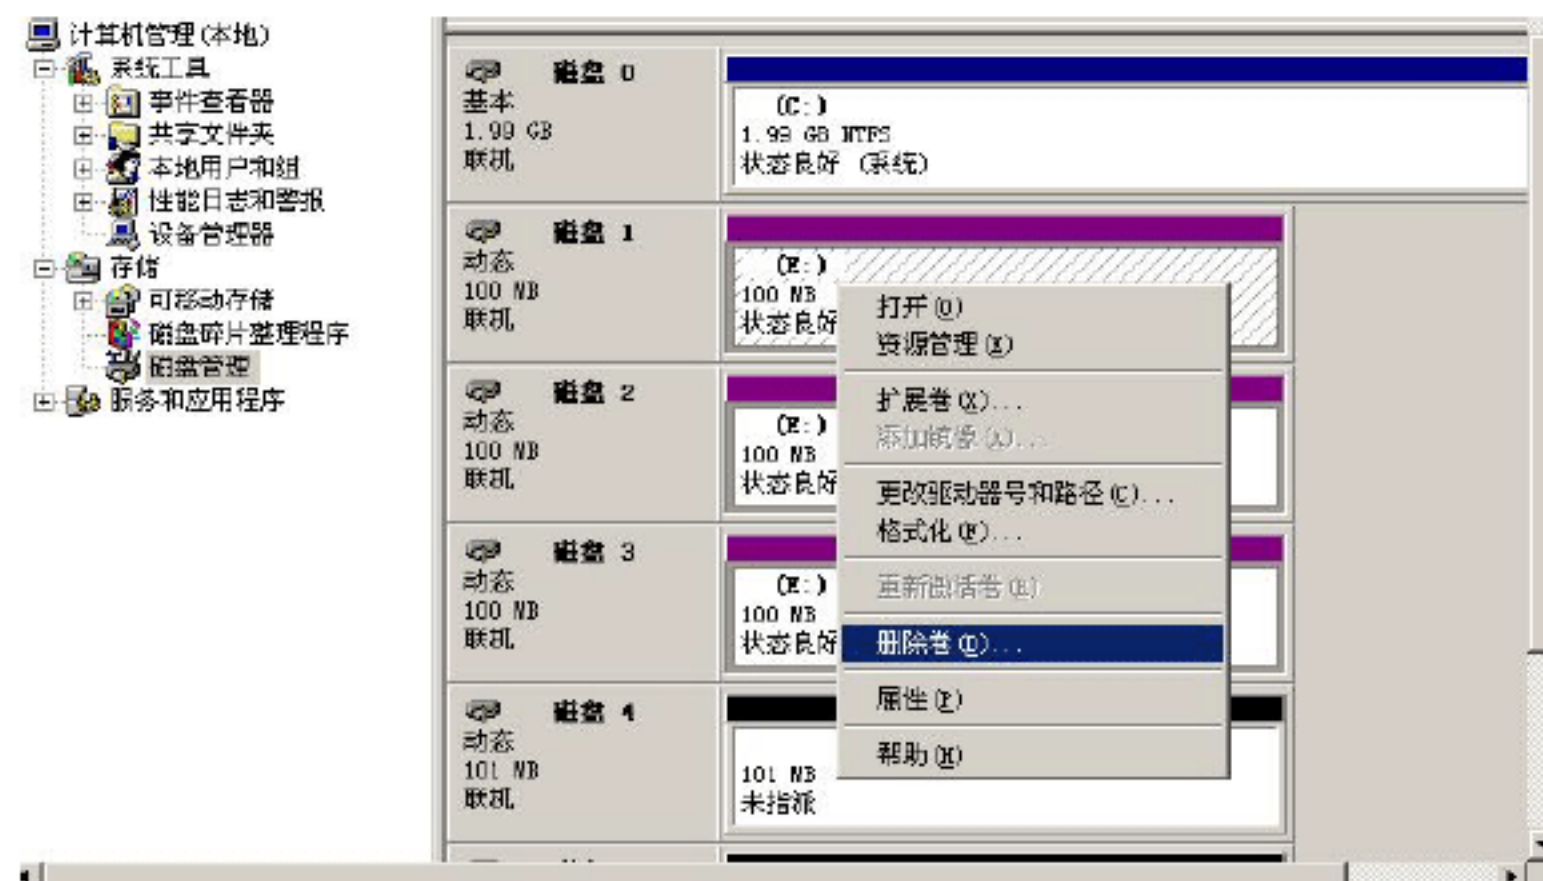 计算机管理(本地)
系统工具
事件查看器
共享文件夹
本地用户和组
性能日志和警报
设备管理器
存储
可移动存储
磁盘碎片整理程序
磁盘管理
服务和应用程序
磁盘 0
基本
1.99 GB
联机
(C:)
1.99 GB NTFS
状态良好 (系统)
磁盘 1
动态
100 MB
联机
(E:)
100 MB
状态良好
磁盘 2
动态
100 MB
联机
(E:)
100 MB
状态良好
磁盘 3
动态
100 MB
联机
(E:)
100 MB
状态良好
磁盘 4
动态
101 MB
联机
101 MB
未指派
打开(O)
资源管理(X)
扩展卷(X)...
添加镜像(A)...
更改驱动器号和路径(C)...
格式化(F)...
重新激活卷(R)
删除卷(D)...
属性(P)
帮助(H)